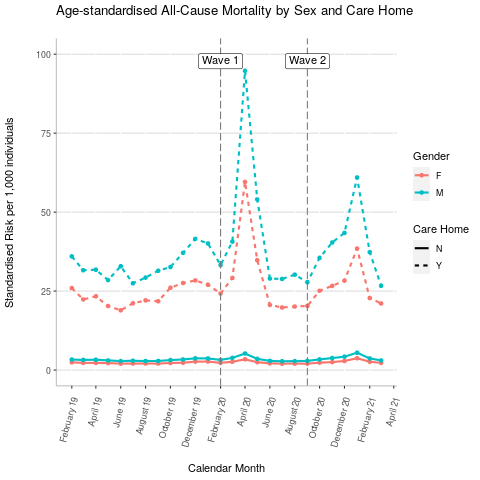 Age-standardised All-Cause Mortality by Sex and Care Home
Standardised Risk per 1,000 individuals
100
75
50
25
0
Wave 1
Wave 2
February 19
April 19
June 19
August 19
October 19
December 19
February 20
April 20
June 20
August 20
October 20
December 20
February 21
April 21
Calendar Month
Gender
F
M
Care Home
N
Y